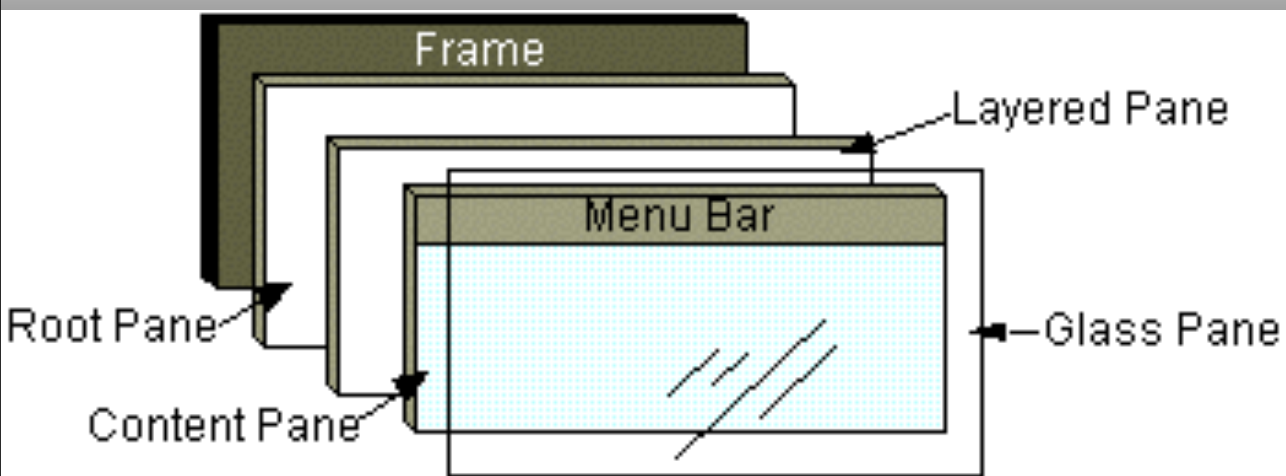 Frame
Layered Pane
Menu Bar
Root Pane
Glass Pane
Content Pane